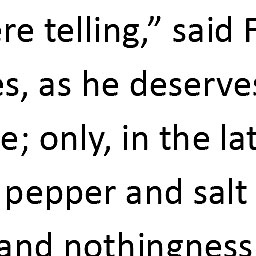 ere telling,” said F
es, as he deserves
e; only, in the lat
pepper and salt
and nothingness